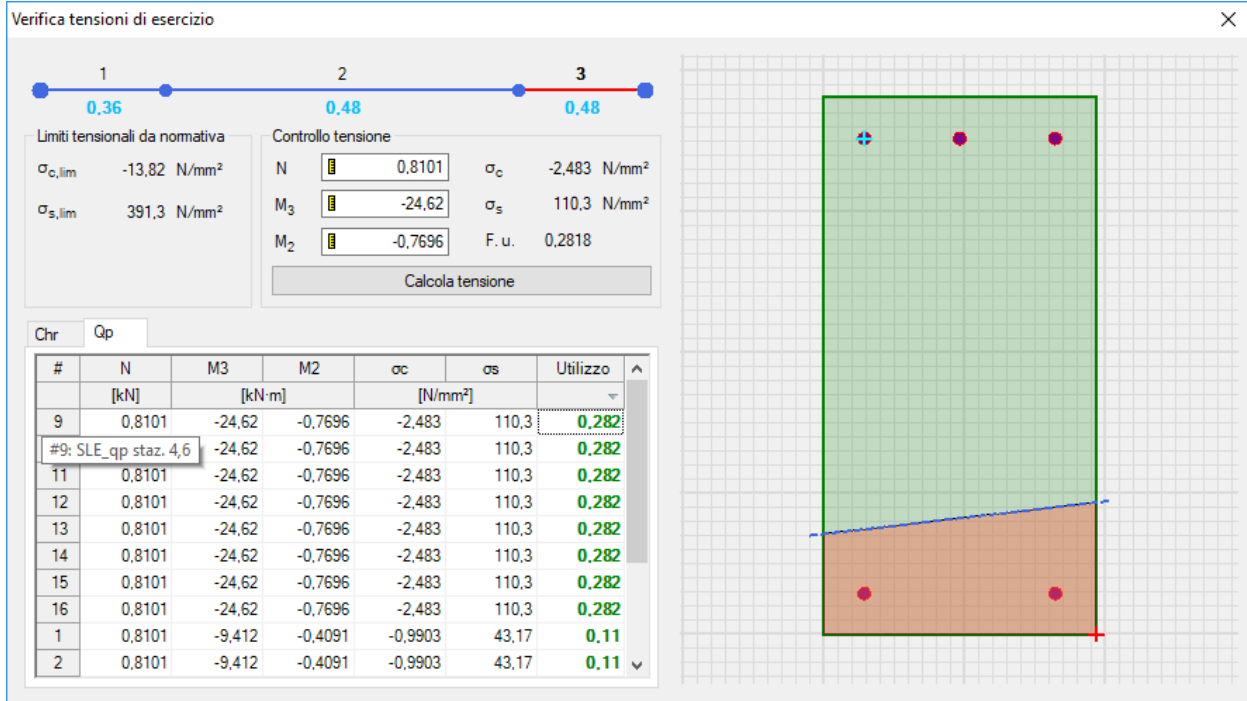 Verifica tensioni di esercizio
1 2 3
0,36 0,48 0,48
Limiti tensionali da normativa
σc,lim -13,82 N/mm²
σs,lim 391,3 N/mm²
Controllo tensione
N 0,8101 σc -2,483 N/mm²
M3 -24,62 σs 110,3 N/mm²
M2 -0,7696 F. u. 0,2818
Calcola tensione
Chr Qp
# N M3 M2 σc σs Utilizzo
[kN] [kN·m] [N/mm²]
9 0,8101 -24,62 -0,7696 -2,483 110,3 0,282
#9: SLE_qp staz. 4,6 -24,62 -0,7696 -2,483 110,3 0,282
11 0,8101 -24,62 -0,7696 -2,483 110,3 0,282
12 0,8101 -24,62 -0,7696 -2,483 110,3 0,282
13 0,8101 -24,62 -0,7696 -2,483 110,3 0,282
14 0,8101 -24,62 -0,7696 -2,483 110,3 0,282
15 0,8101 -24,62 -0,7696 -2,483 110,3 0,282
16 0,8101 -24,62 -0,7696 -2,483 110,3 0,282
1 0,8101 -9,412 -0,4091 -0,9903 43,17 0,11
2 0,8101 -9,412 -0,4091 -0,9903 43,17 0,11